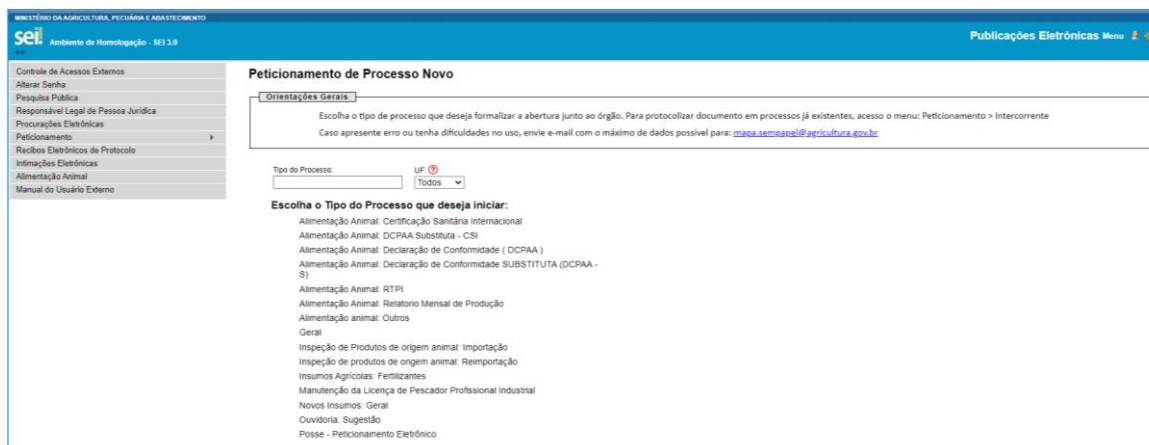 MINISTÉRIO DA AGRICULTURA, PECUÁRIA E ABASTECIMENTO
sei! Ambiente de Homologação - SEI 3.0
Publicações Eletrônicas Menu
Controle de Acessos Externos
Alterar Senha
Pesquisa Pública
Responsável Legal de Pessoa Jurídica
Procurações Eletrônicas
Peticionamento
Recibos Eletrônicos de Protocolo
Intimações Eletrônicas
Alimentação Animal
Manual do Usuário Externo
Peticionamento de Processo Novo
Orientações Gerais
Escolha o tipo de processo que deseja formalizar a abertura junto ao órgão. Para protocolizar documento em processos já existentes, acesso o menu: Peticionamento > Intercorrente
Caso apresente erro ou tenha dificuldades no uso, envie e-mail com o máximo de dados possível para: mapa.sempapel@agricultura.gov.br
Tipo do Processo:
UF ?
Todos
Escolha o Tipo do Processo que deseja iniciar:
Alimentação Animal: Certificação Sanitária Internacional
Alimentação Animal: DCPAA Substituta - CSI
Alimentação Animal: Declaração de Conformidade ( DCPAA )
Alimentação Animal: Declaração de Conformidade SUBSTITUTA (DCPAA -
S)
Alimentação Animal: RTPI
Alimentação Animal: Relatorio Mensal de Produção
Alimentação animal: Outros
Geral
Inspeção de Produtos de origem animal: Importação
Inspeção de produtos de origem animal: Reimportação
Insumos Agrícolas: Fertilizantes
Manutenção da Licença de Pescador Profissional Industrial
Novos Insumos: Geral
Ouvidoria: Sugestão
Posse - Peticionamento Eletrônico